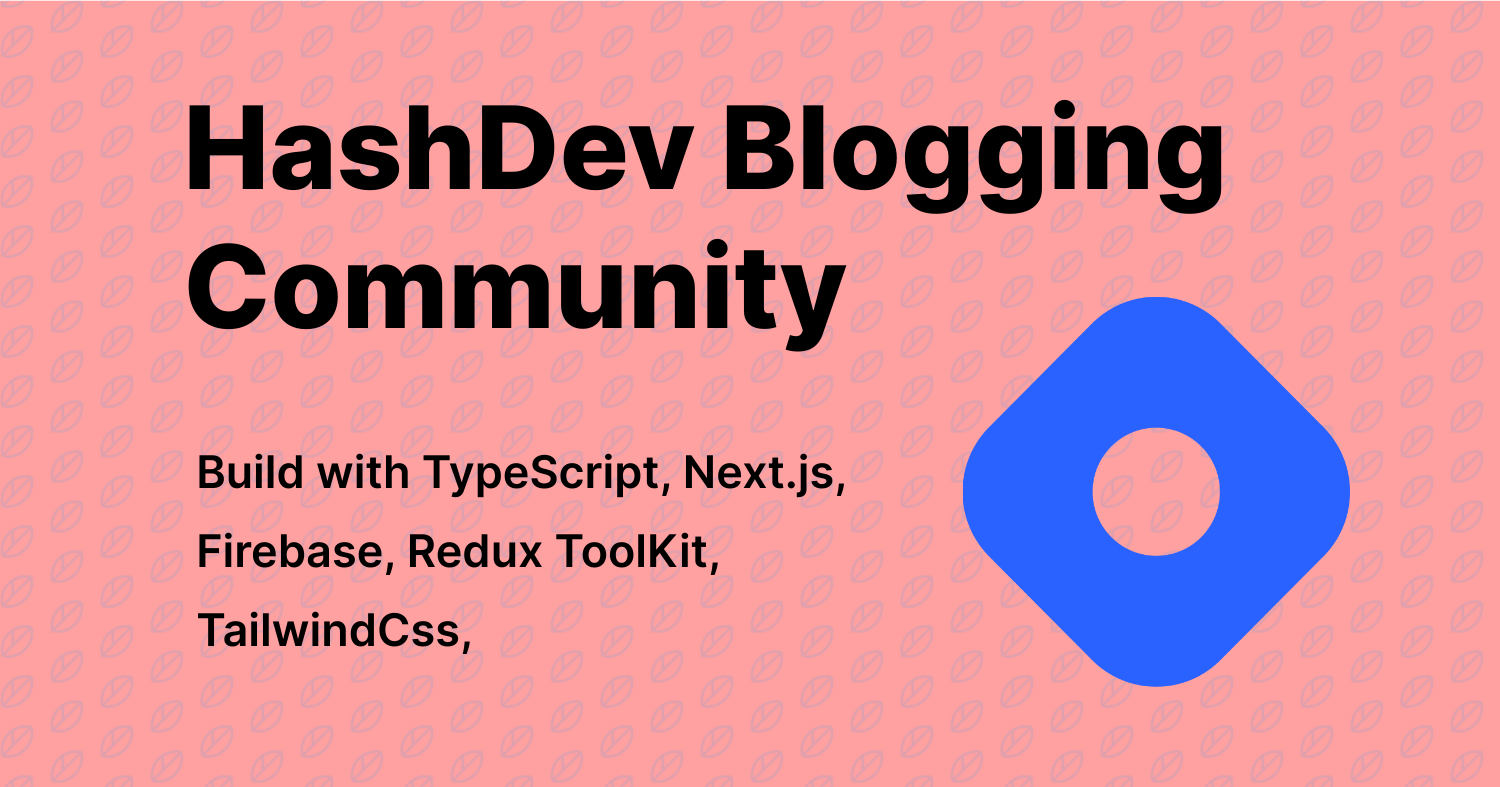 HashDev Blogging
Community
Build with TypeScript, Next.js,
Firebase, Redux ToolKit,
TailwindCss,